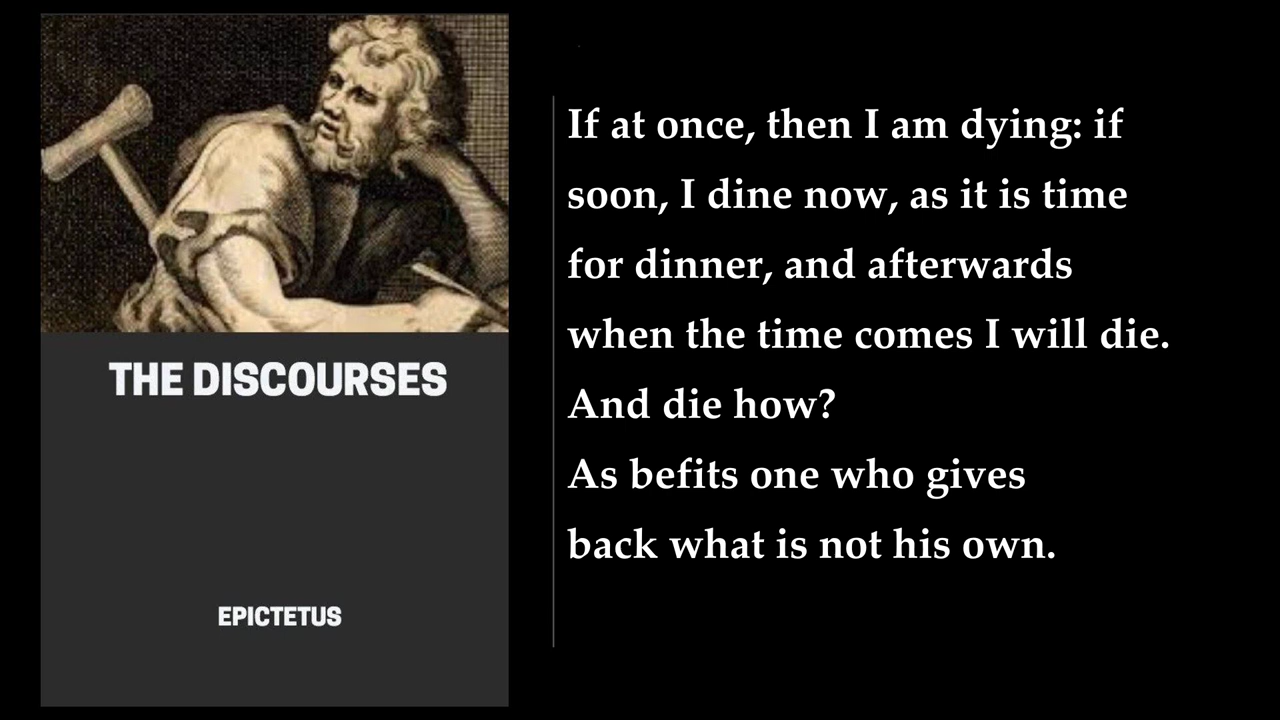 THE DISCOURSES
EPICTETUS
If at once, then I am dying: if
soon, I dine now, as it is time
for dinner, and afterwards
when the time comes I will die.
And die how?
As befits one who gives
back what is not his own.